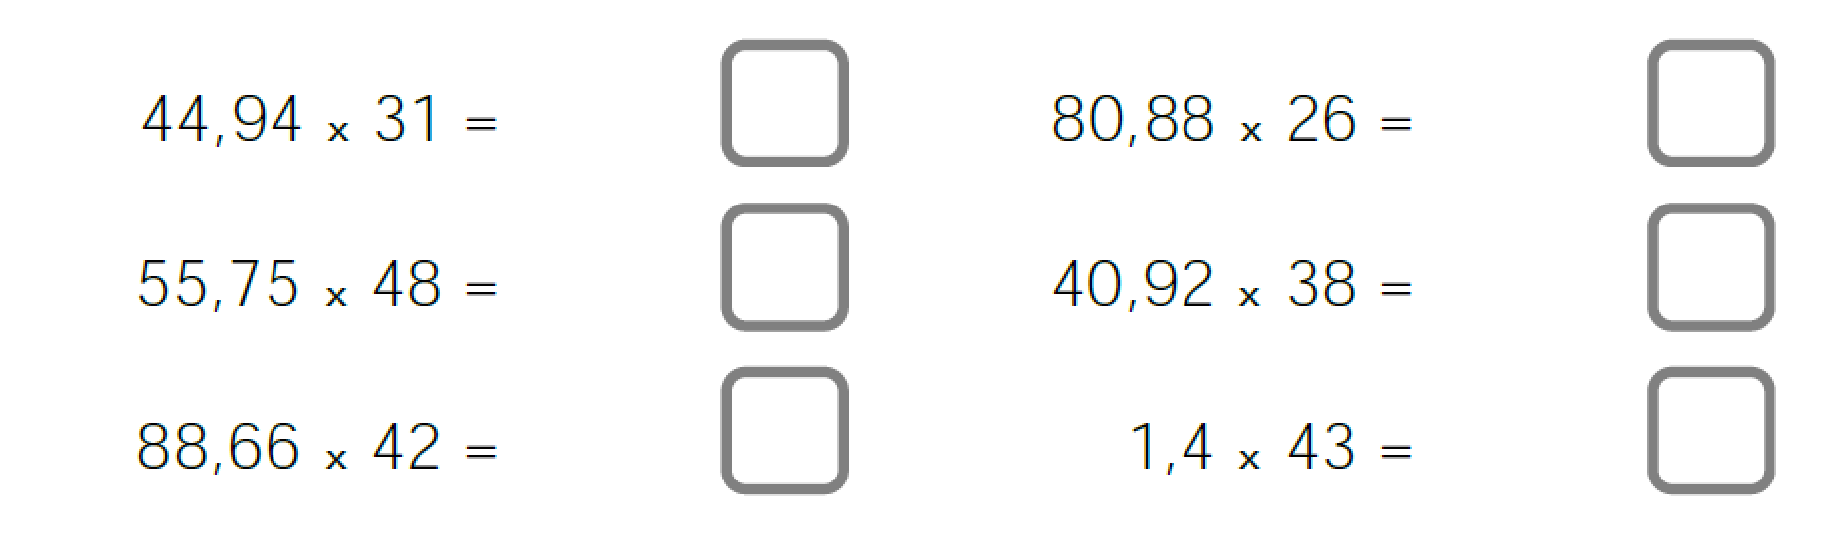 44,94 x 31 = 80,88 x 26 =
55,75 x 48 = 40,92 x 38 =
88,66 x 42 = 1,4 x 43 =